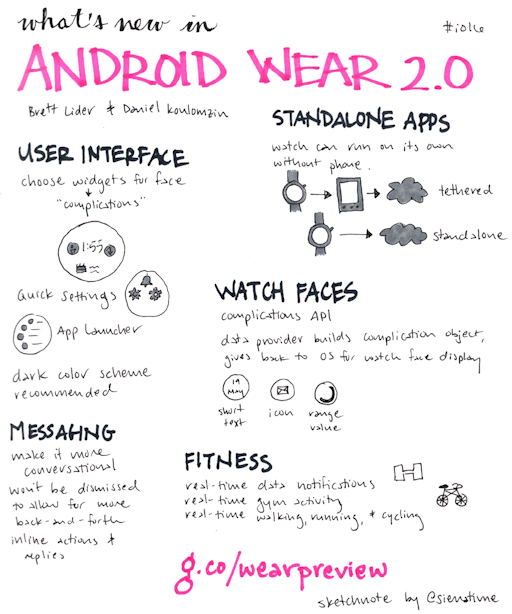 what's new in
#io16
ANDROID WEAR 2.0
Brett Lider & Daniel Koulomzin
USER INTERFACE
choose widgets for face
"complications"
1:55
Quick Settings
App Launcher
dark color scheme
recommended
MESSAGING
make it more
conversational
won't be dismissed
to allow for more
back-and-forth
inline actions &
replies
STANDALONE APPS
watch can run on its own
without phone.
tethered
standalone
WATCH FACES
complications API
data provider builds complication object,
gives back to OS for watch face display
19
MAY
short
text
icon
range
value
FITNESS
real-time data notifications
real-time gym activity
real-time walking, running, & cycling
g.co/wearpreview
sketchnote by @sienatime